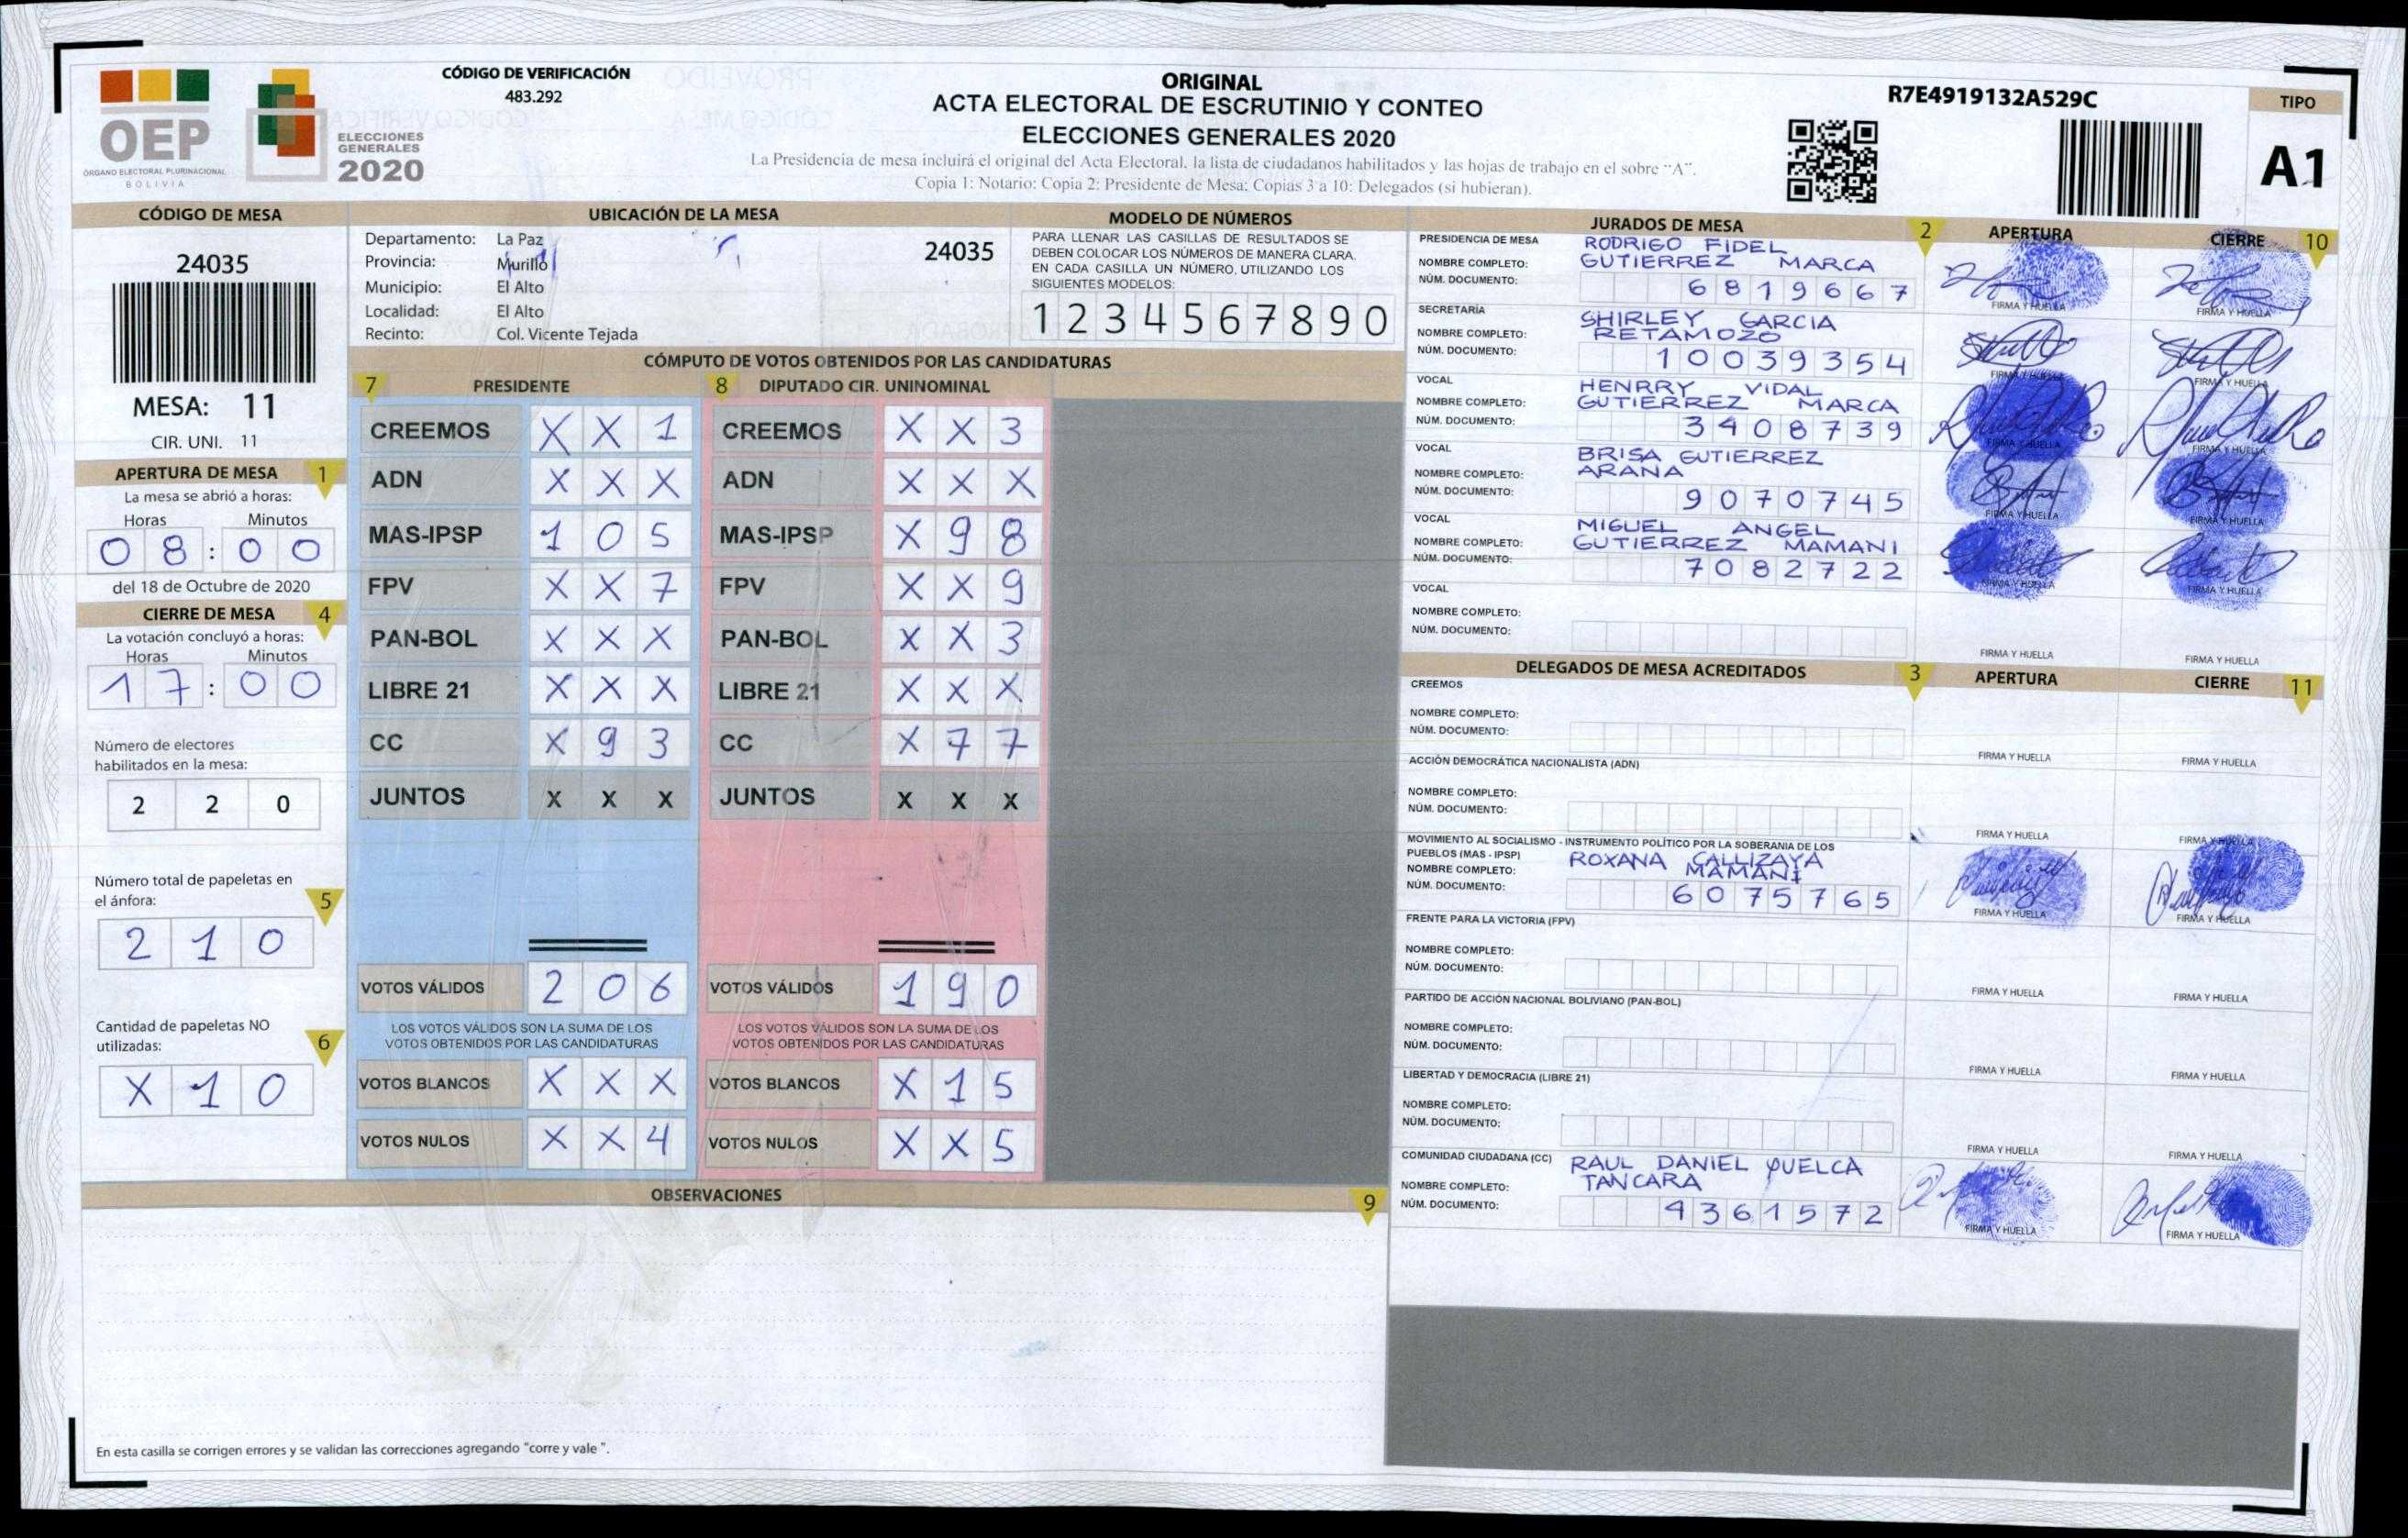 CÓDIGO DE VERIFICACIÓN
483.292
OEP
ÓRGANO ELECTORAL PLURINACIONAL
BOLIVIA
ELECCIONES
GENERALES
2020
ORIGINAL
ACTA ELECTORAL DE ESCRUTINIO Y CONTEO
ELECCIONES GENERALES 2020
La Presidencia de mesa incluirá el original del Acta Electoral, la lista de ciudadanos habilitados y las hojas de trabajo en el sobre "A".
Copia 1: Notario; Copia 2: Presidente de Mesa; Copias 3 a 10: Delegados (si hubieran).
R7E4919132A529C
TIPO
A1
CÓDIGO DE MESA
24035
MESA: 11
CIR. UNI. 11
APERTURA DE MESA 1
La mesa se abrió a horas:
Horas Minutos
08:00
del 18 de Octubre de 2020
CIERRE DE MESA 4
La votación concluyó a horas:
Horas Minutos
17:00
Número de electores
habilitados en la mesa:
2 2 0
Número total de papeletas en
el ánfora: 5
2 1 0
Cantidad de papeletas NO
utilizadas: 6
X 1 0
UBICACIÓN DE LA MESA
Departamento: La Paz
Provincia: Murillo
Municipio: El Alto
Localidad: El Alto
Recinto: Col. Vicente Tejada
24035
MODELO DE NÚMEROS
PARA LLENAR LAS CASILLAS DE RESULTADOS SE
DEBEN COLOCAR LOS NÚMEROS DE MANERA CLARA.
EN CADA CASILLA UN NÚMERO, UTILIZANDO LOS
SIGUIENTES MODELOS:
1 2 3 4 5 6 7 8 9 0
CÓMPUTO DE VOTOS OBTENIDOS POR LAS CANDIDATURAS
7 PRESIDENTE 8 DIPUTADO CIR. UNINOMINAL
CREEMOS X X 1 CREEMOS X X 3
ADN X X X ADN X X X
MAS-IPSP 1 0 5 MAS-IPSP X 9 8
FPV X X 7 FPV X X 9
PAN-BOL X X X PAN-BOL X X 3
LIBRE 21 X X X LIBRE 21 X X X
CC X 9 3 CC X 7 7
JUNTOS X X X JUNTOS X X X
VOTOS VÁLIDOS 2 0 6 VOTOS VÁLIDOS 1 9 0
LOS VOTOS VÁLIDOS SON LA SUMA DE LOS LOS VOTOS VÁLIDOS SON LA SUMA DE LOS
VOTOS OBTENIDOS POR LAS CANDIDATURAS VOTOS OBTENIDOS POR LAS CANDIDATURAS
VOTOS BLANCOS X X X VOTOS BLANCOS X 1 5
VOTOS NULOS X X 4 VOTOS NULOS X X 5
OBSERVACIONES 9
En esta casilla se corrigen errores y se validan las correcciones agregando "corre y vale ".
JURADOS DE MESA 2 APERTURA CIERRE 10
PRESIDENCIA DE MESA RODRIGO FIDEL
NOMBRE COMPLETO: GUTIERREZ MARCA
NÚM. DOCUMENTO: 6819667
FIRMA Y HUELLA FIRMA Y HUELLA
SECRETARÍA SHIRLEY GARCIA
NOMBRE COMPLETO: RETAMOZO
NÚM. DOCUMENTO: 10039354
FIRMA Y HUELLA FIRMA Y HUELLA
VOCAL HENRRY VIDAL
NOMBRE COMPLETO: GUTIERREZ MARCA
NÚM. DOCUMENTO: 3408739
FIRMA Y HUELLA FIRMA Y HUELLA
VOCAL BRISA GUTIERREZ
NOMBRE COMPLETO: ARANA
NÚM. DOCUMENTO: 9070745
FIRMA Y HUELLA FIRMA Y HUELLA
VOCAL MIGUEL ANGEL
NOMBRE COMPLETO: GUTIERREZ MAMANI
NÚM. DOCUMENTO: 7082722
FIRMA Y HUELLA FIRMA Y HUELLA
VOCAL
NOMBRE COMPLETO:
NÚM. DOCUMENTO:
FIRMA Y HUELLA FIRMA Y HUELLA
DELEGADOS DE MESA ACREDITADOS 3 APERTURA CIERRE 11
CREEMOS
NOMBRE COMPLETO:
NÚM. DOCUMENTO:
FIRMA Y HUELLA FIRMA Y HUELLA
ACCIÓN DEMOCRÁTICA NACIONALISTA (ADN)
NOMBRE COMPLETO:
NÚM. DOCUMENTO:
FIRMA Y HUELLA FIRMA Y HUELLA
MOVIMIENTO AL SOCIALISMO - INSTRUMENTO POLÍTICO POR LA SOBERANIA DE LOS
PUEBLOS (MAS - IPSP) ROXANA CALLIZAYA
NOMBRE COMPLETO: MAMANI
NÚM. DOCUMENTO: 6075765
FIRMA Y HUELLA FIRMA Y HUELLA
FRENTE PARA LA VICTORIA (FPV)
NOMBRE COMPLETO:
NÚM. DOCUMENTO:
FIRMA Y HUELLA FIRMA Y HUELLA
PARTIDO DE ACCIÓN NACIONAL BOLIVIANO (PAN-BOL)
NOMBRE COMPLETO:
NÚM. DOCUMENTO:
FIRMA Y HUELLA FIRMA Y HUELLA
LIBERTAD Y DEMOCRACIA (LIBRE 21)
NOMBRE COMPLETO:
NÚM. DOCUMENTO:
FIRMA Y HUELLA FIRMA Y HUELLA
COMUNIDAD CIUDADANA (CC) RAUL DANIEL QUELCA
NOMBRE COMPLETO: TANCARA
NÚM. DOCUMENTO: 4361572
FIRMA Y HUELLA FIRMA Y HUELLA